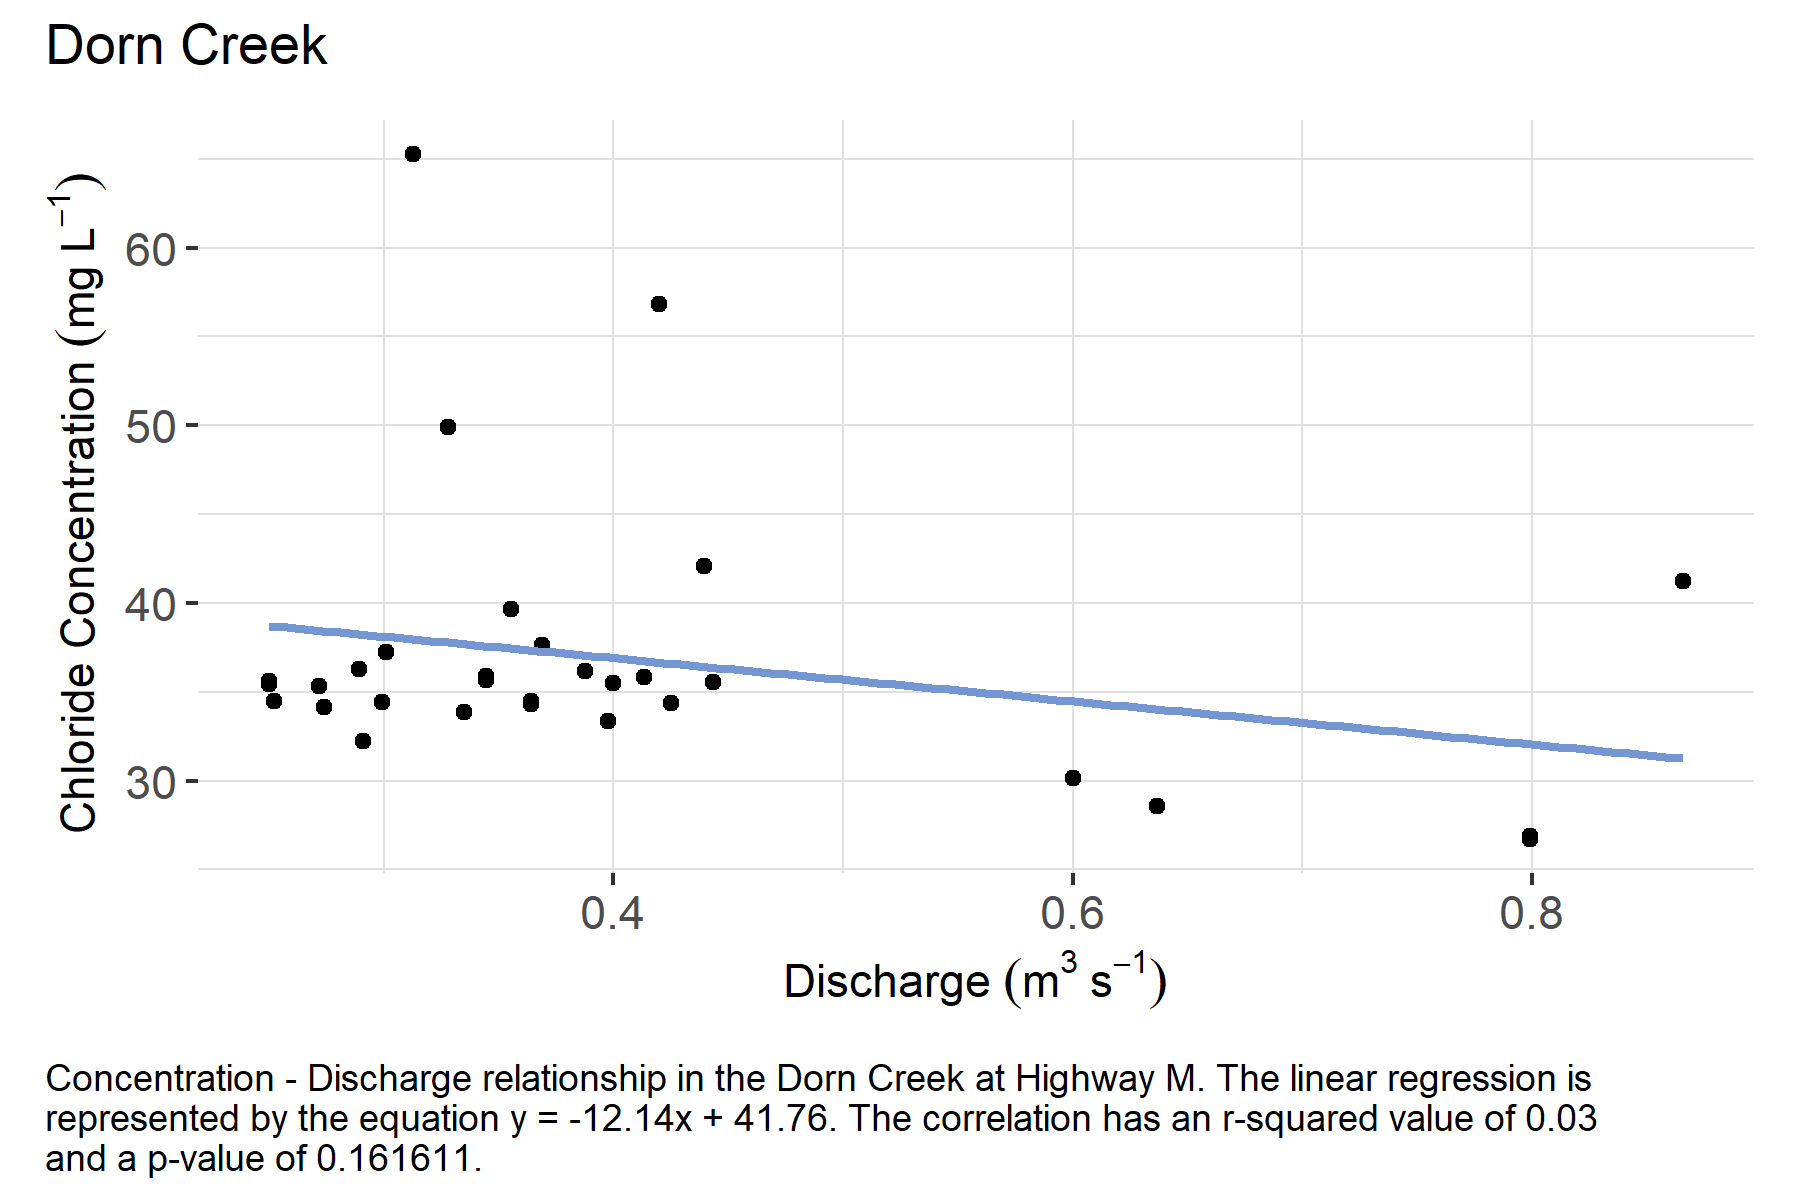 Dorn Creek
Chloride Concentration (mg L⁻¹)
60
50
40
30
0.4
0.6
0.8
Discharge (m³ s⁻¹)
Concentration - Discharge relationship in the Dorn Creek at Highway M. The linear regression is
represented by the equation y = -12.14x + 41.76. The correlation has an r-squared value of 0.03
and a p-value of 0.161611.